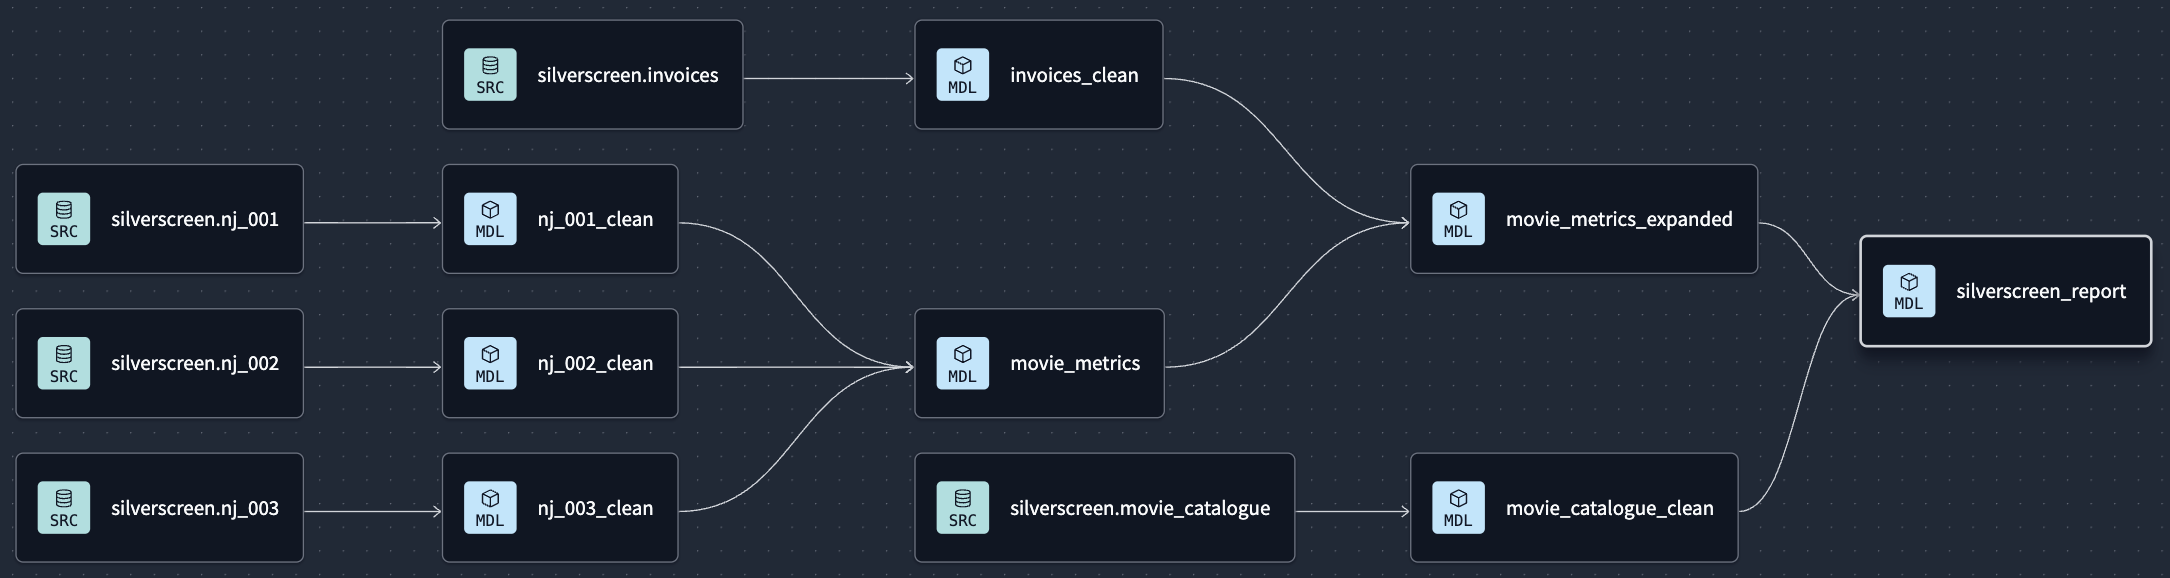 SRC
silverscreen.invoices
MDL
invoices_clean
SRC
silverscreen.nj_001
MDL
nj_001_clean
MDL
movie_metrics_expanded
MDL
silverscreen_report
SRC
silverscreen.nj_002
MDL
nj_002_clean
MDL
movie_metrics
SRC
silverscreen.nj_003
MDL
nj_003_clean
SRC
silverscreen.movie_catalogue
MDL
movie_catalogue_clean